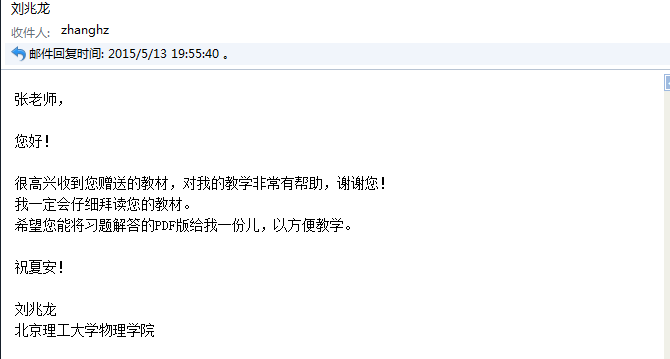 刘兆龙
收件人: zhanghz
邮件回复时间: 2015/5/13 19:55:40 。
张老师，
您好！
很高兴收到您赠送的教材，对我的教学非常有帮助，谢谢您！
我一定会仔细拜读您的教材。
希望您能将习题解答的PDF版给我一份儿，以方便教学。
祝夏安！
刘兆龙
北京理工大学物理学院